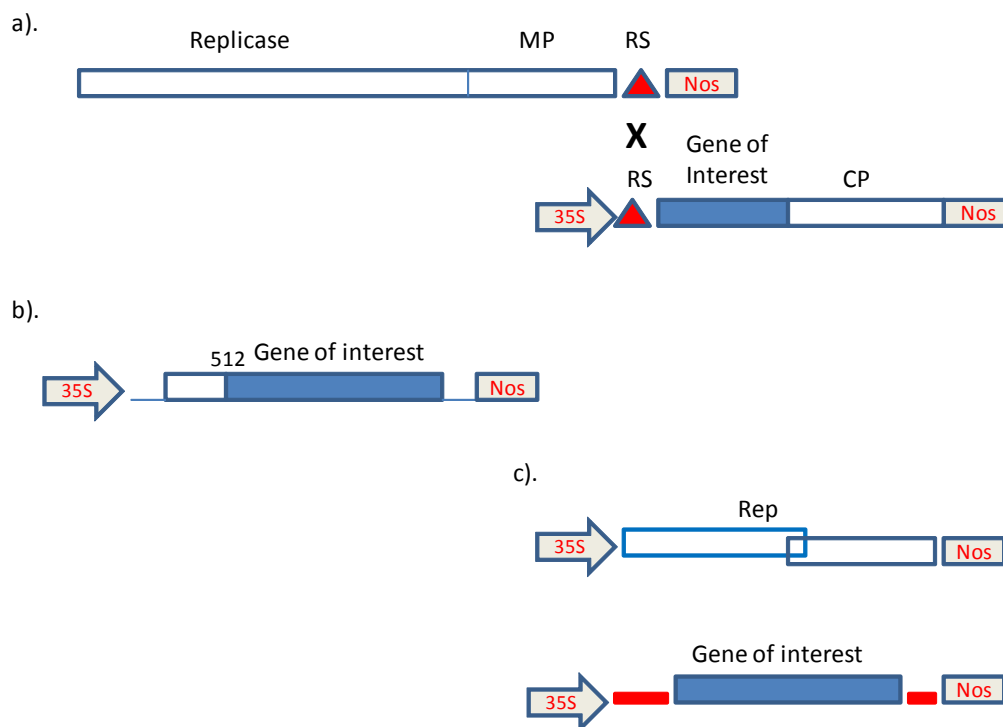 a).
Replicase MP RS
Nos
X
Gene of
Interest
RS CP
35S Nos
b).
512 Gene of interest
35S Nos
c).
Rep
35S Nos
Gene of interest
35S Nos